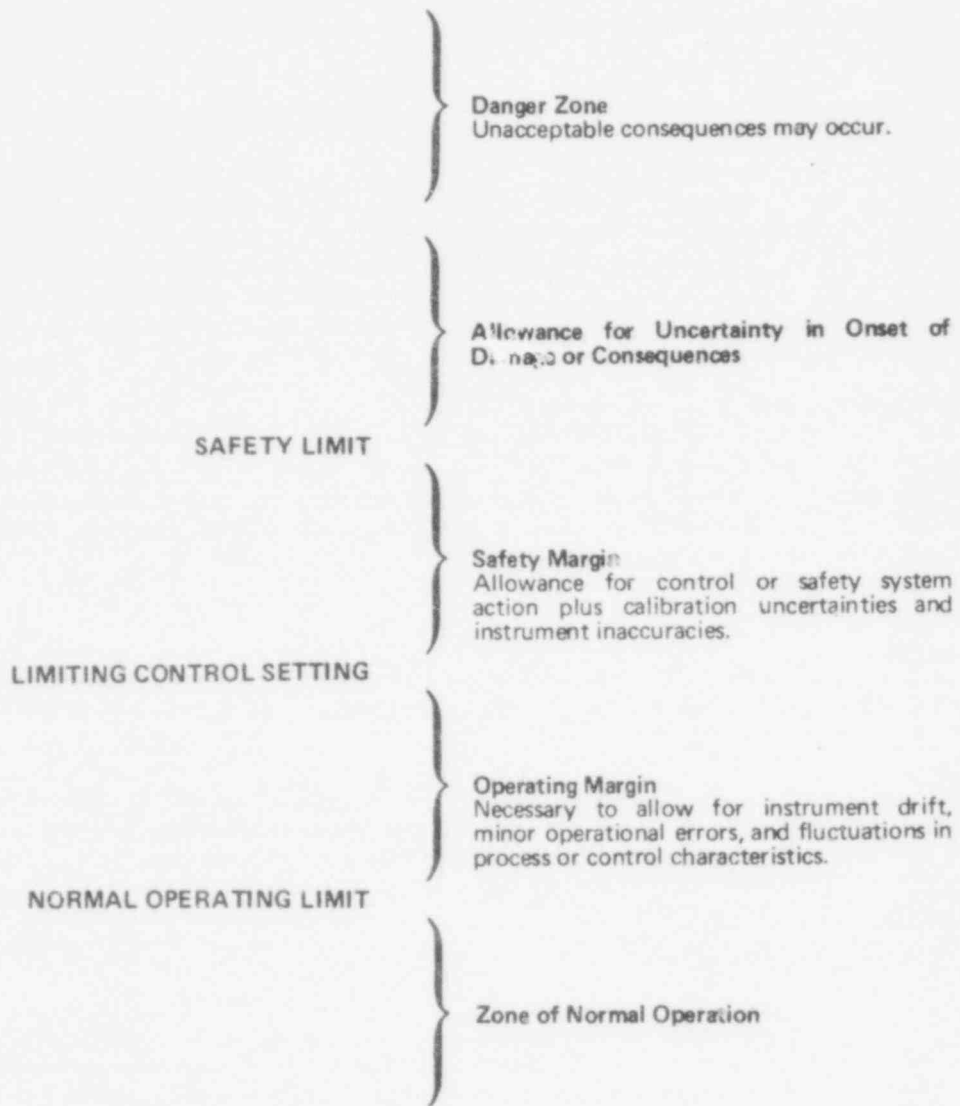 Danger Zone
Unacceptable consequences may occur.
Allowance for Uncertainty in Onset of
or Consequences
SAFETY LIMIT
Safety Margin
Allowance for control or safety system
action plus calibration uncertainties and
instrument inaccuracies.
LIMITING CONTROL SETTING
Operating Margin
Necessary to allow for instrument drift,
minor operational errors, and fluctuations in
process or control characteristics.
NORMAL OPERATING LIMIT
Zone of Normal Operation